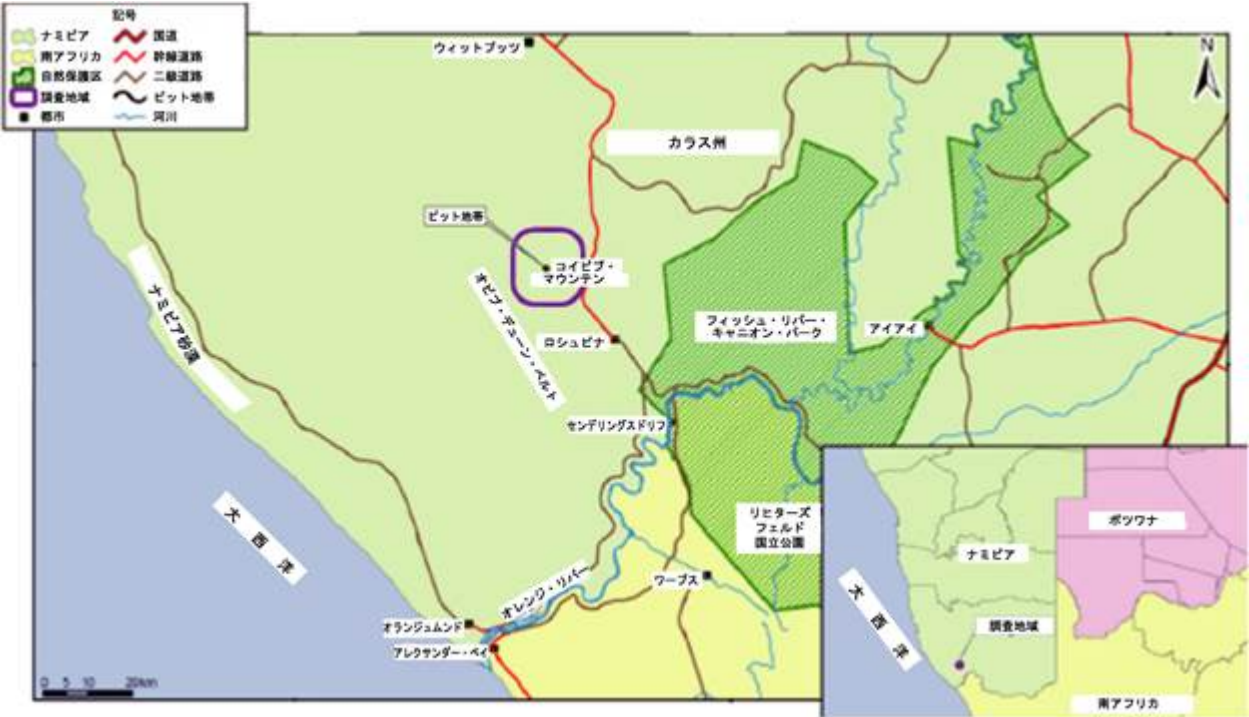 記号
ナミビア
国道
南アフリカ
幹線道路
自然保護区
二級道路
調査地域
ピット地帯
都市
河川
N
ウィットプッツ
カラス州
ピット地帯
コイビブ・
マウンテン
オビブ・デューン・ベルト
ナミビア砂漠
フィッシュ・リバー・
キャニオン・パーク
アイアイ
ロシュピナ
センデリングスドリフ
大西洋
リヒターズ
フェルド
国立公園
ワープス
オレンジ・リバー
オランジュムンド
アレクサンダー・ベイ
0 5 10 20km
ボツワナ
ナミビア
大西洋
調査地域
南アフリカ